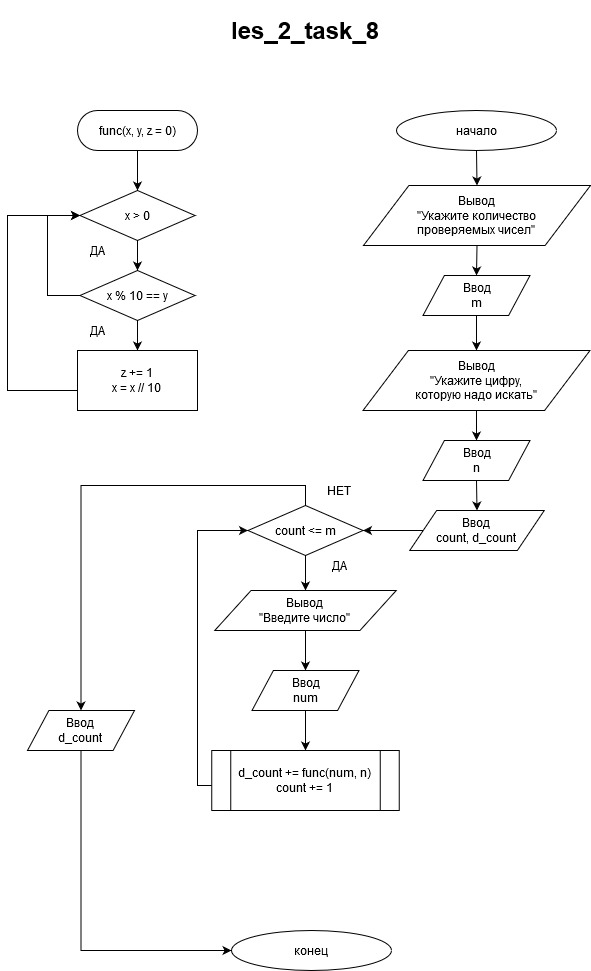 les_2_task_8
func(x, y, z = 0)
x > 0
ДА
x % 10 == y
ДА
z += 1
x = x // 10
начало
Вывод
"Укажите количество
проверяемых чисел"
Ввод
m
Вывод
"Укажите цифру,
которую надо искать"
Ввод
n
Ввод
count, d_count
НЕТ
count <= m
ДА
Вывод
"Введите число"
Ввод
num
d_count += func(num, n)
count += 1
Ввод
d_count
конец